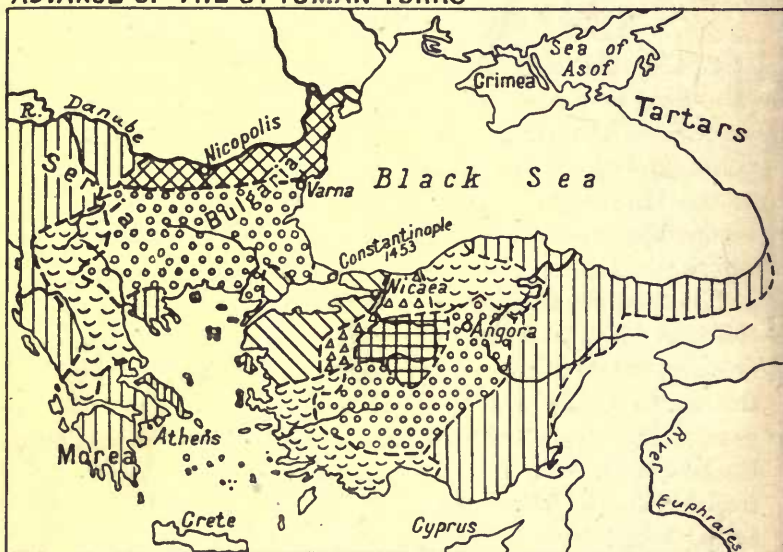 ADVANCE OF THE OTTOMAN TURKS
Sea of
Asof
Crimea
Tartars
R. Danube
Nicopolis
Servia
Bulgaria
Varna
Black Sea
Constantinople
1453
Nicaea
Angora
Athens
Morea
Crete
Cyprus
River
Euphrates